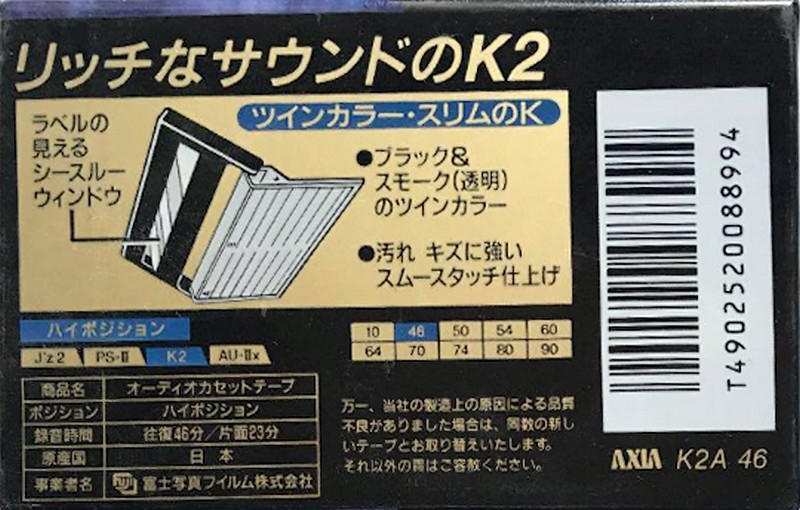 リッチなサウンドのK2
ツインカラー・スリムのK
ラベルの
見える
シースルー
ウィンドウ
●ブラック&
スモーク(透明)
のツインカラー
●汚れ キズに強い
スムースタッチ仕上げ
ハイポジション
J'z2 PS-II K2 AU-IIx
10 46 50 54 60
64 70 74 80 90
商品名 オーディオカセットテープ
ポジション ハイポジション
録音時間 往復46分/片面23分
原産国 日本
事業者名 FUJI 富士写真フイルム株式会社
万一、当社の製造上の原因による品質
不良がありました場合は、同数の新し
いテープとお取り替えいたします。
それ以外の責はご容赦ください。
T4902520088994
AXIA K2A 46